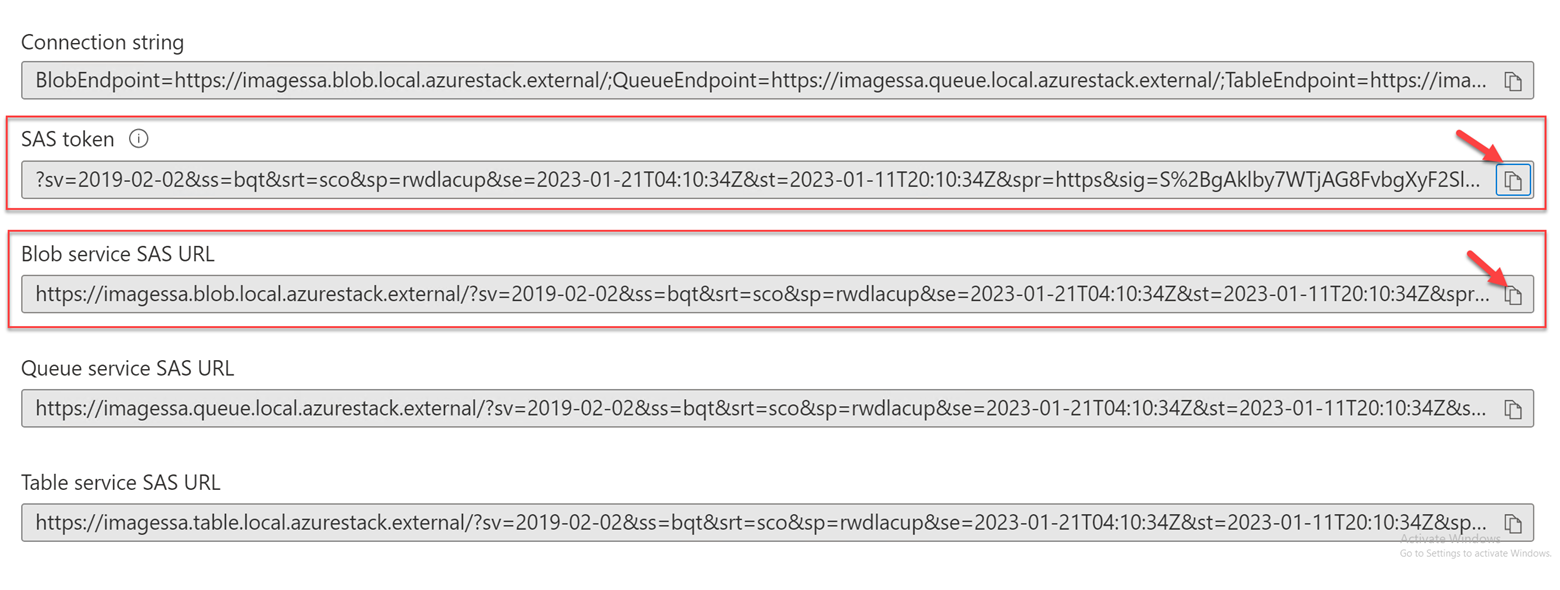 Connection string
BlobEndpoint=https://imagessa.blob.local.azurestack.external/;QueueEndpoint=https://imagessa.queue.local.azurestack.external/;TableEndpoint=https://ima...
SAS token
?sv=2019-02-02&ss=bqt&srt=sco&sp=rwdlacup&se=2023-01-21T04:10:34Z&st=2023-01-11T20:10:34Z&spr=https&sig=S%2BgAklby7WTjAG8FvbgXyF2Sl...
Blob service SAS URL
https://imagessa.blob.local.azurestack.external/?sv=2019-02-02&ss=bqt&srt=sco&sp=rwdlacup&se=2023-01-21T04:10:34Z&st=2023-01-11T20:10:34Z&spr...
Queue service SAS URL
https://imagessa.queue.local.azurestack.external/?sv=2019-02-02&ss=bqt&srt=sco&sp=rwdlacup&se=2023-01-21T04:10:34Z&st=2023-01-11T20:10:34Z&s...
Table service SAS URL
https://imagessa.table.local.azurestack.external/?sv=2019-02-02&ss=bqt&srt=sco&sp=rwdlacup&se=2023-01-21T04:10:34Z&st=2023-01-11T20:10:34Z&sp...
Activate Windows
Go to Settings to activate Windows.